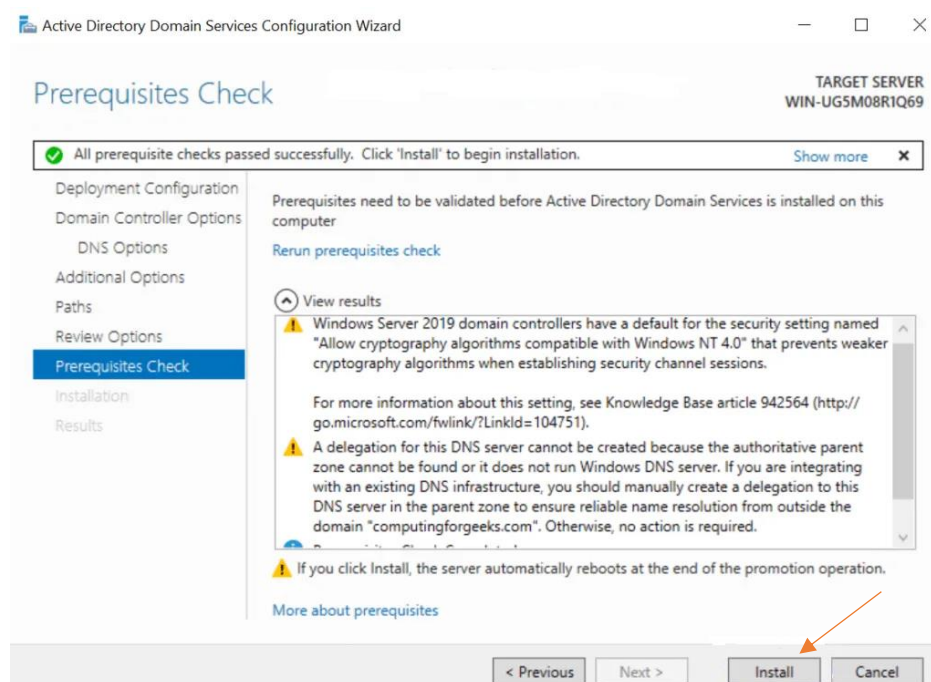 Active Directory Domain Services Configuration Wizard
Prerequisites Check
TARGET SERVER
WIN-UG5M08R1Q69
All prerequisite checks passed successfully. Click 'Install' to begin installation.
Show more
Deployment Configuration
Domain Controller Options
DNS Options
Additional Options
Paths
Review Options
Prerequisites Check
Installation
Results
Prerequisites need to be validated before Active Directory Domain Services is installed on this
computer
Rerun prerequisites check
View results
Windows Server 2019 domain controllers have a default for the security setting named
"Allow cryptography algorithms compatible with Windows NT 4.0" that prevents weaker
cryptography algorithms when establishing security channel sessions.
For more information about this setting, see Knowledge Base article 942564 (http://
go.microsoft.com/fwlink/?LinkId=104751).
A delegation for this DNS server cannot be created because the authoritative parent
zone cannot be found or it does not run Windows DNS server. If you are integrating
with an existing DNS infrastructure, you should manually create a delegation to this
DNS server in the parent zone to ensure reliable name resolution from outside the
domain "computingforgeeks.com". Otherwise, no action is required.
If you click Install, the server automatically reboots at the end of the promotion operation.
More about prerequisites
< Previous
Next >
Install
Cancel